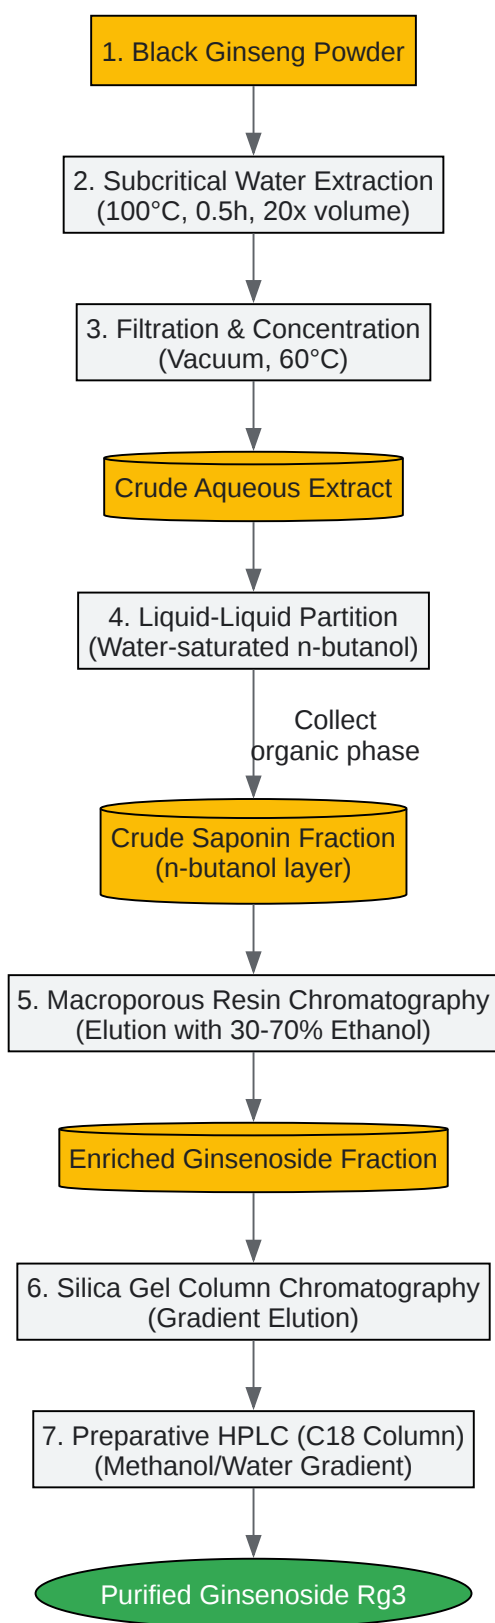 1. Black Ginseng Powder
2. Subcritical Water Extraction
(100°C, 0.5h, 20x volume)
3. Filtration & Concentration
(Vacuum, 60°C)
Crude Aqueous Extract
4. Liquid-Liquid Partition
(Water-saturated n-butanol)
Collect
organic phase
Crude Saponin Fraction
(n-butanol layer)
5. Macroporous Resin Chromatography
(Elution with 30-70% Ethanol)
Enriched Ginsenoside Fraction
6. Silica Gel Column Chromatography
(Gradient Elution)
7. Preparative HPLC (C18 Column)
(Methanol/Water Gradient)
Purified Ginsenoside Rg3